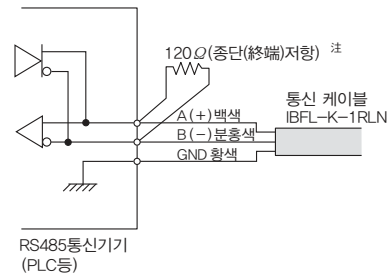 120Ω(종단(終端)저항) 注
통신 케이블
IBFL-K-1RLN
A(+)백색
B(-)분홍색
GND 황색
RS485통신기기
(PLC등)